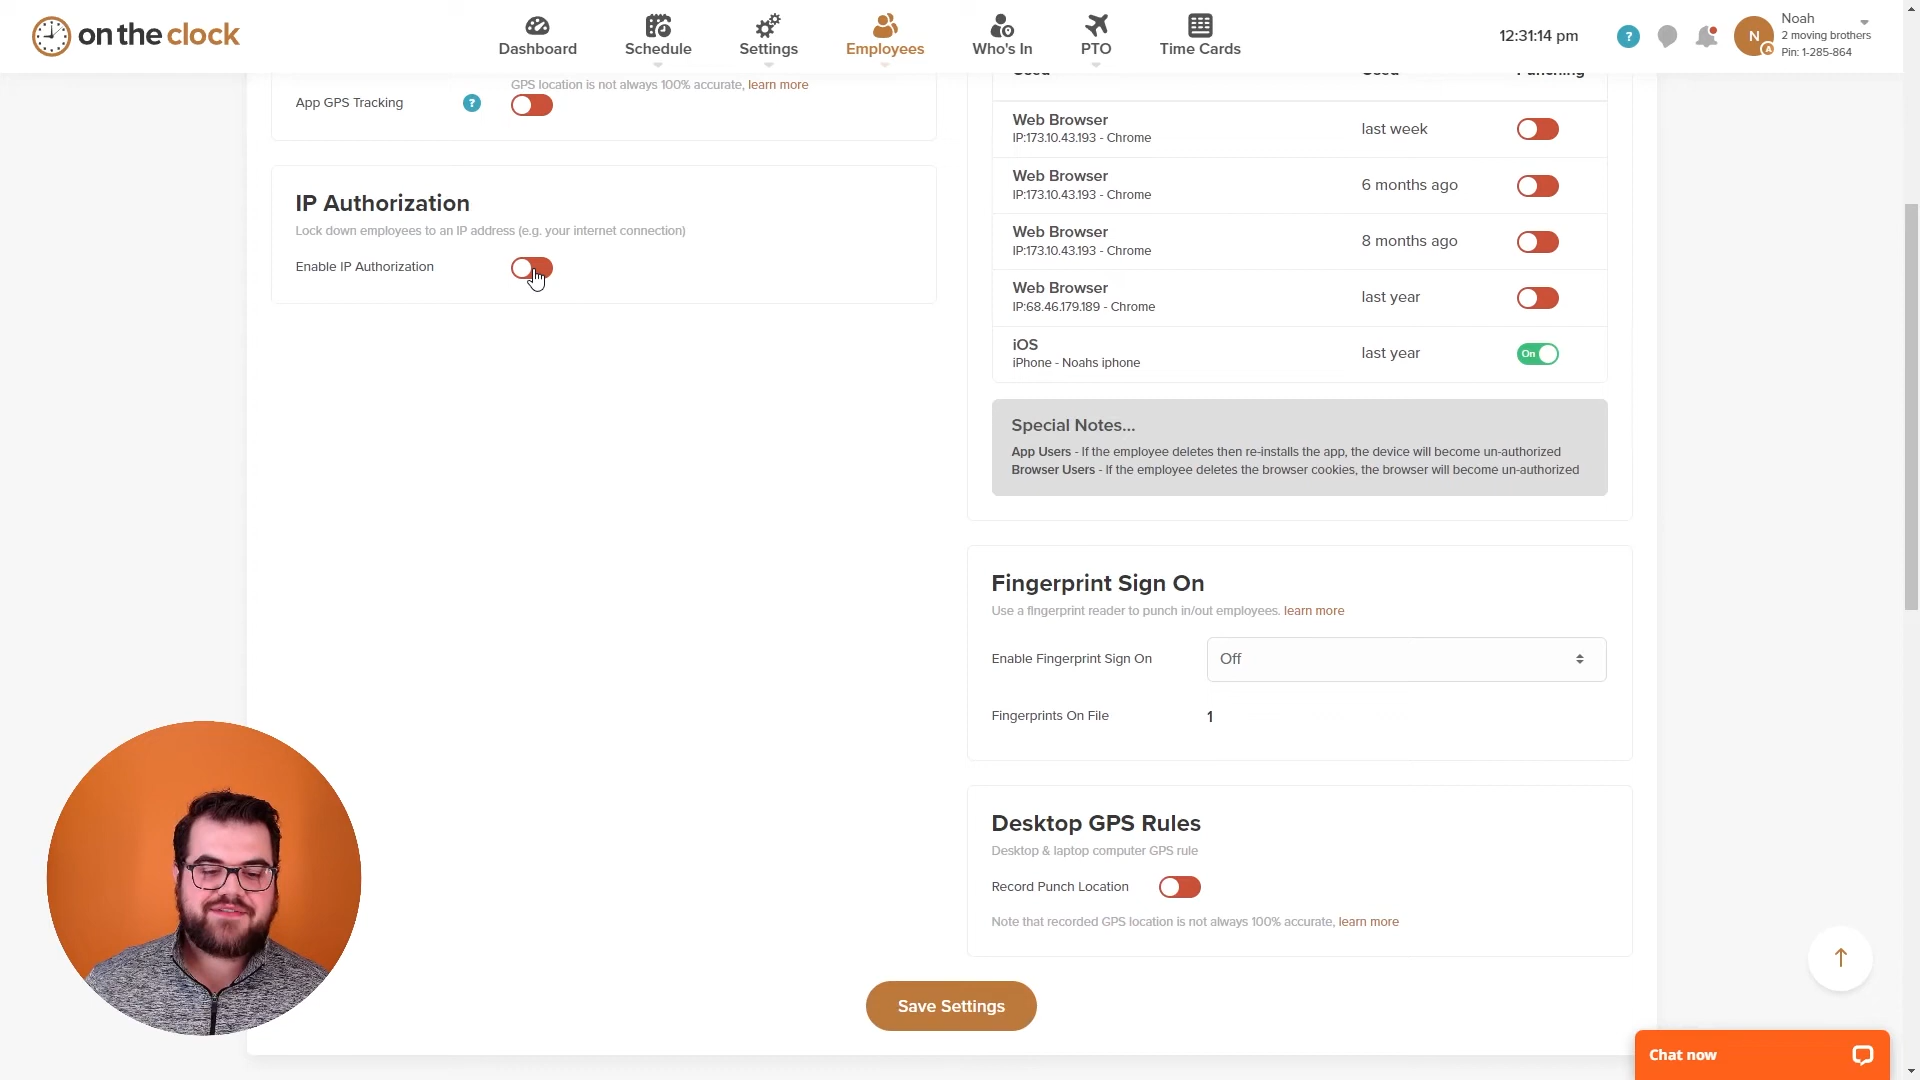 on the clock
Dashboard
Schedule
Settings
Employees
Who's In
PTO
Time Cards
12:31:14 pm
?
N
A
Noah
2 moving brothers
Pin: 1-285-864
GPS location is not always 100% accurate, learn more
App GPS Tracking
?
IP Authorization
Lock down employees to an IP address (e.g. your internet connection)
Enable IP Authorization
Used
Used
Punching
Web Browser
IP:173.10.43.193 - Chrome
last week
Web Browser
IP:173.10.43.193 - Chrome
6 months ago
Web Browser
IP:173.10.43.193 - Chrome
8 months ago
Web Browser
IP:68.46.179.189 - Chrome
last year
iOS
iPhone - Noahs iphone
last year
On
Special Notes...
App Users - If the employee deletes then re-installs the app, the device will become un-authorized
Browser Users - If the employee deletes the browser cookies, the browser will become un-authorized
Fingerprint Sign On
Use a fingerprint reader to punch in/out employees. learn more
Enable Fingerprint Sign On
Off
Fingerprints On File
1
Desktop GPS Rules
Desktop & laptop computer GPS rule
Record Punch Location
Note that recorded GPS location is not always 100% accurate, learn more
Save Settings
Chat now